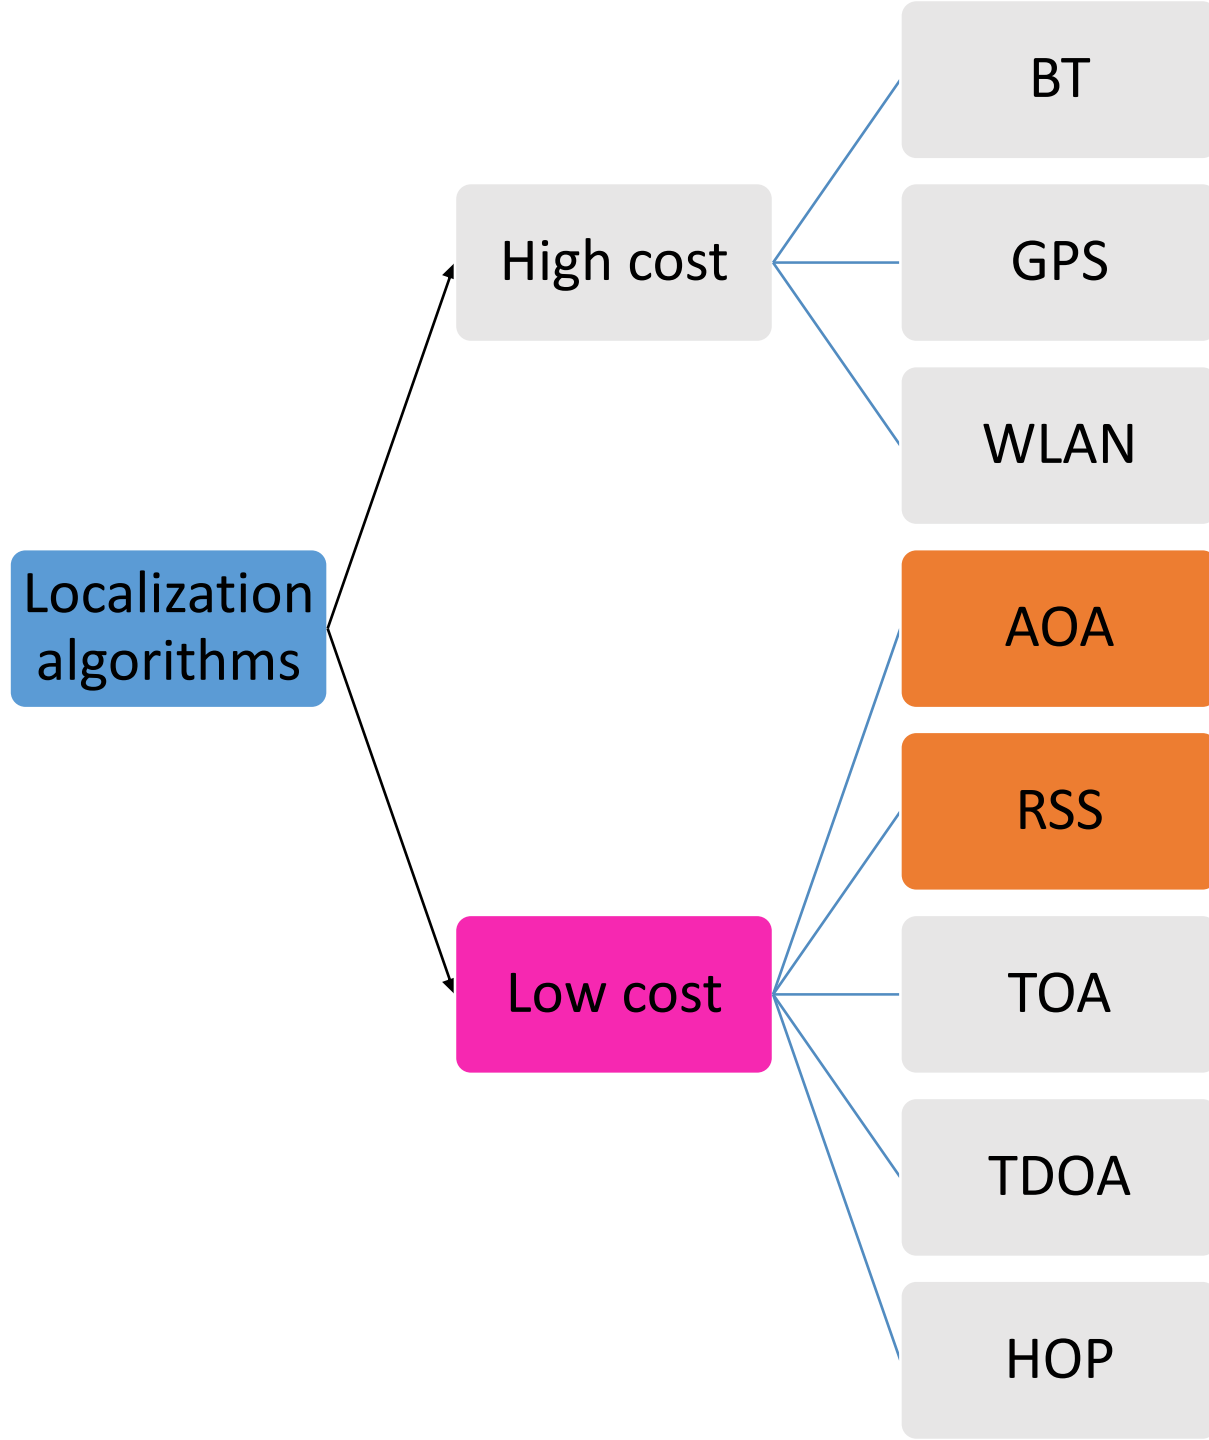 BT
High cost
GPS
WLAN
Localization
algorithms
AOA
RSS
Low cost
TOA
TDOA
HOP